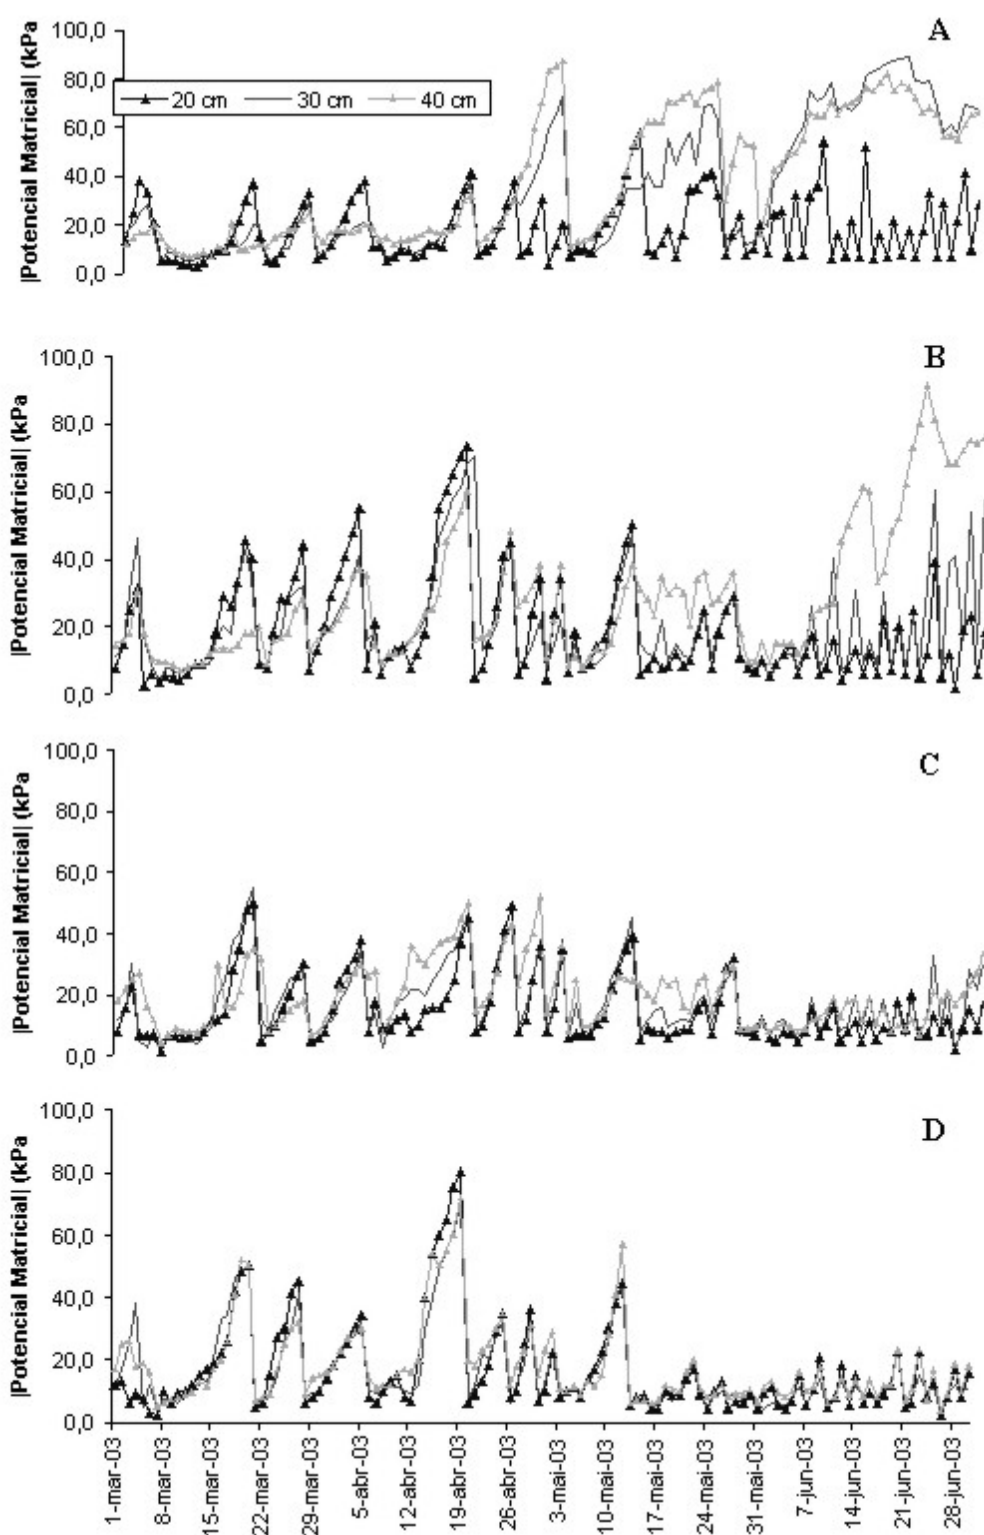 A
|Potencial Matricial| (kPa
100,0
80,0
60,0
40,0
20,0
0,0
20 cm 30 cm 40 cm
B
|Potencial Matricial| (kPa
100,0
80,0
60,0
40,0
20,0
0,0
C
|Potencial Matricial| (kPa
100,0
80,0
60,0
40,0
20,0
0,0
D
|Potencial Matricial| (kPa
100,0
80,0
60,0
40,0
20,0
0,0
1-mar-03
8-mar-03
15-mar-03
22-mar-03
29-mar-03
5-abr-03
12-abr-03
19-abr-03
26-abr-03
3-mai-03
10-mai-03
17-mai-03
24-mai-03
31-mai-03
7-jun-03
14-jun-03
21-jun-03
28-jun-03